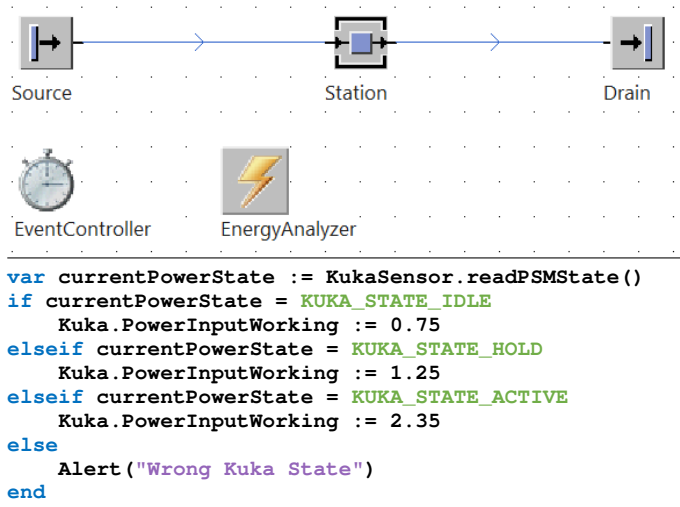 Source Station Drain
EventController EnergyAnalyzer
var currentPowerState := KukaSensor.readPSMState()
if currentPowerState = KUKA_STATE_IDLE
    Kuka.PowerInputWorking := 0.75
elseif currentPowerState = KUKA_STATE_HOLD
    Kuka.PowerInputWorking := 1.25
elseif currentPowerState = KUKA_STATE_ACTIVE
    Kuka.PowerInputWorking := 2.35
else
    Alert("Wrong Kuka State")
end